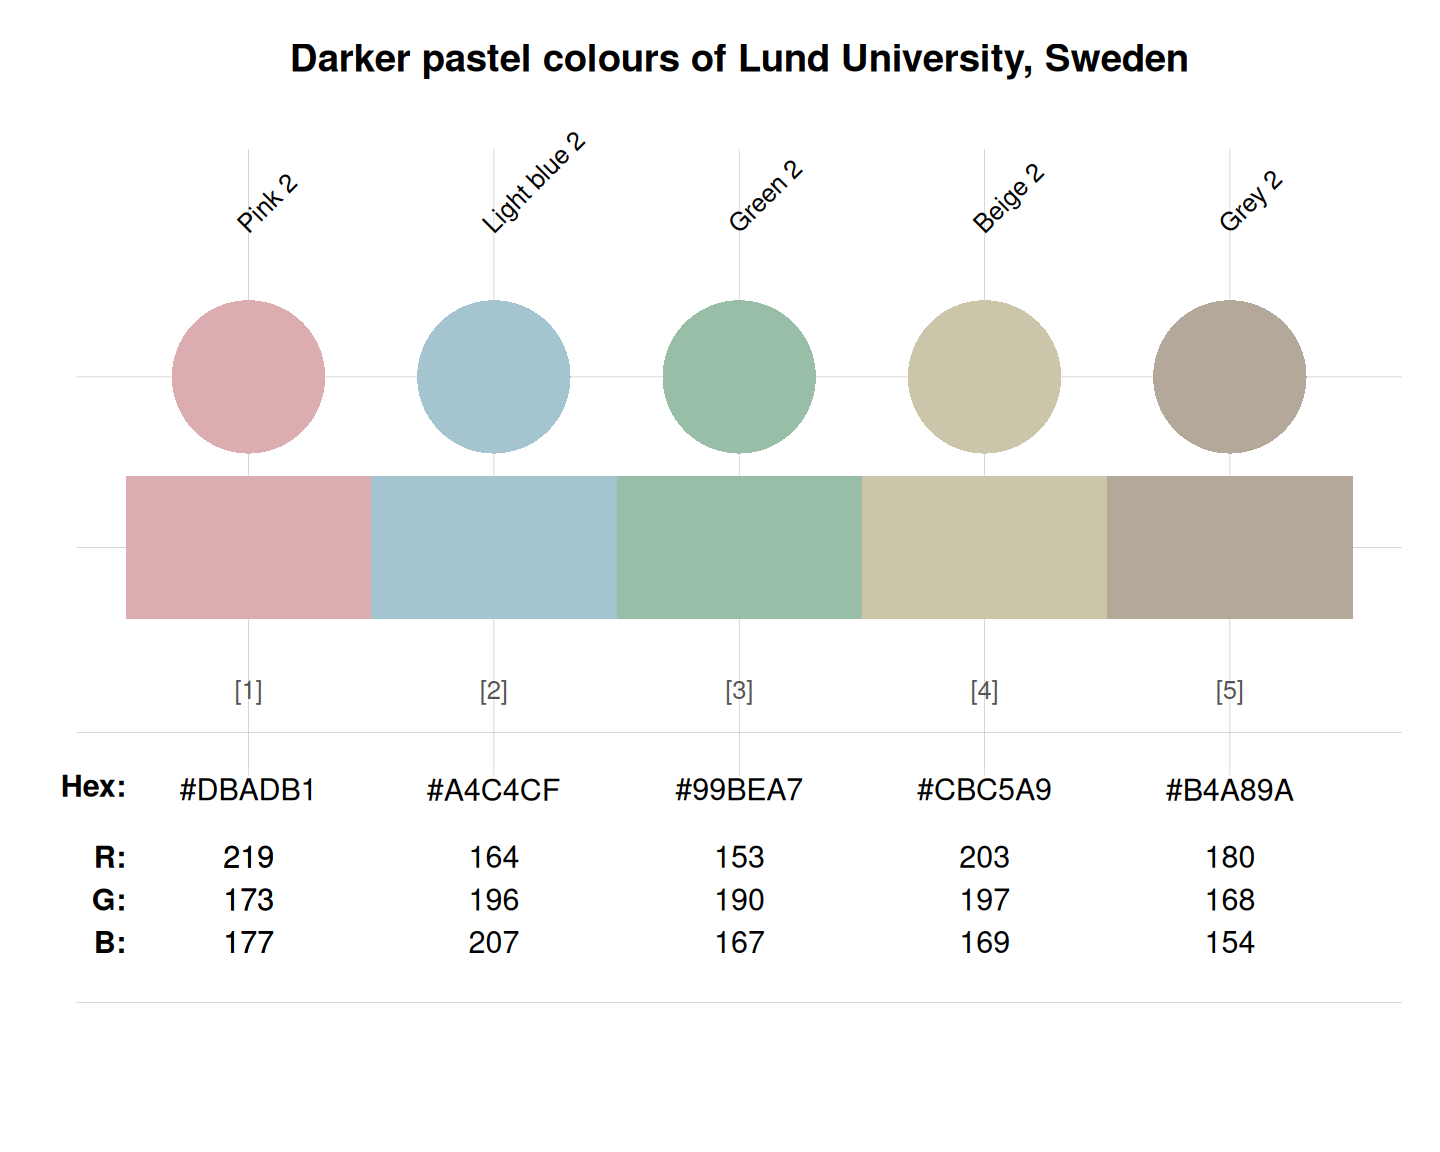 Darker pastel colours of Lund University, Sweden
Pink 2 Light blue 2 Green 2 Beige 2 Grey 2
[1] [2] [3] [4] [5]
Hex: #DBADB1 #A4C4CF #99BEA7 #CBC5A9 #B4A89A
R: 219 164 153 203 180
G: 173 196 190 197 168
B: 177 207 167 169 154